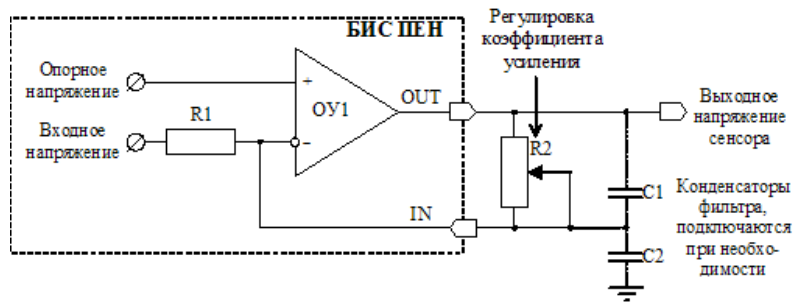 Регулировка
коэффициента
усиления
БИС ПЕН
Опорное
напряжение
+
ОУ1
OUT
Выходное
напряжение
сенсора
R1
Входное
напряжение
−
R2
C1
Конденсаторы
фильтра,
подключаются
при необхо-
димости
IN
C2